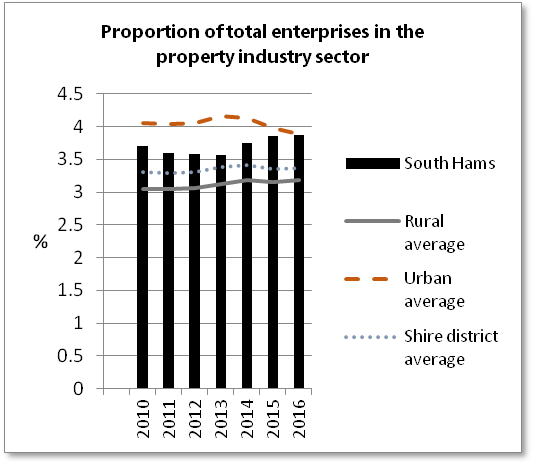 Proportion of total enterprises in the
property industry sector
4.5
4
3.5
3
2.5
2
1.5
1
0.5
0
%
2010
2011
2012
2013
2014
2015
2016
South Hams
Rural
average
Urban
average
Shire district
average